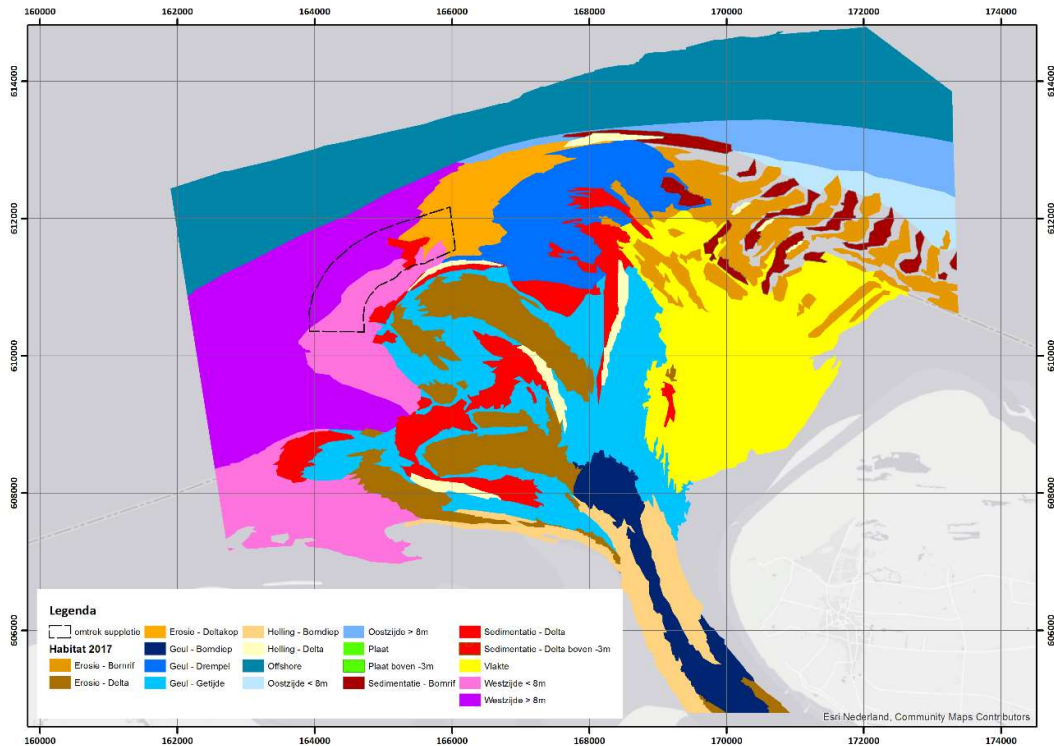 160000 162000 164000 166000 168000 170000 172000 174000
614000 614000
612000 612000
610000 610000
608000 608000
606000 606000
Legenda
omtrek suppletie
Habitat 2017
Erosie - Bornrif
Erosie - Delta
Erosie - Deltakop
Geul - Borndiep
Geul - Drempel
Geul - Getijde
Helling - Borndiep
Helling - Delta
Offshore
Oostzijde < 8m
Oostzijde > 8m
Plaat
Plaat boven -3m
Sedimentatie - Bornrif
Sedimentatie - Delta
Sedimentatie - Delta boven -3m
Vlakte
Westzijde < 8m
Westzijde > 8m
Esri Nederland, Community Maps Contributors
160000 162000 164000 166000 168000 170000 172000 174000